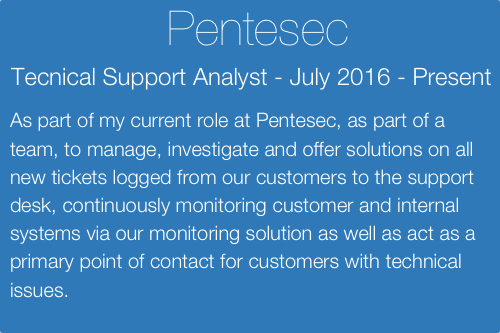 Pentesec
Tecnical Support Analyst - July 2016 - Present
As part of my current role at Pentesec, as part of a
team, to manage, investigate and offer solutions on all
new tickets logged from our customers to the support
desk, continuously monitoring customer and internal
systems via our monitoring solution as well as act as a
primary point of contact for customers with technical
issues.